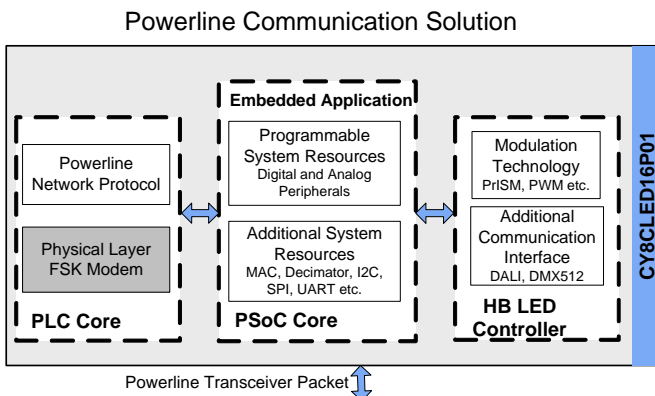 Powerline Communication Solution
Powerline
Network Protocol
Physical Layer
FSK Modem
PLC Core
Embedded Application
Programmable
System Resources
Digital and Analog
Peripherals
Additional System
Resources
MAC, Decimator, I2C,
SPI, UART etc.
PSoC Core
Modulation
Technology
PrISM, PWM etc.
Additional
Communication
Interface
DALI, DMX512
HB LED
Controller
CY8CLED16P01
Powerline Transceiver Packet